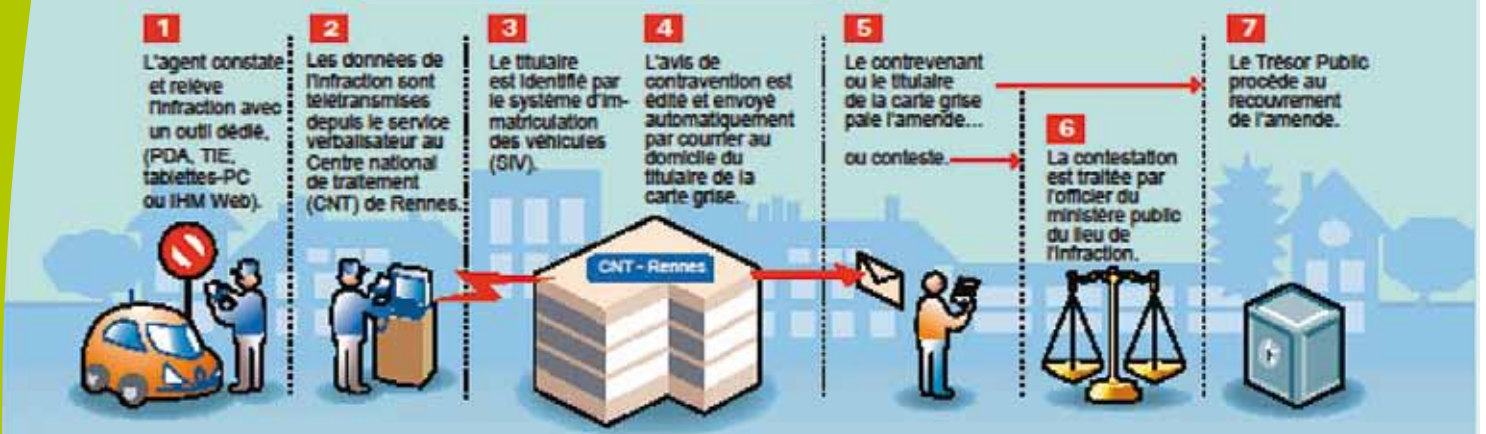 1
L'agent constate
et relève
l'infraction avec
un outil dédié,
(PDA, TIE,
tablettes-PC
ou IHM Web).
2
Les données de
l'infraction sont
télétransmises
depuis le service
verbalisateur au
Centre national
de traitement
(CNT) de Rennes.
3
Le titulaire
est identifié par
le système d'im-
matriculation
des véhicules
(SIV).
4
L'avis de
contravention est
édité et envoyé
automatiquement
par courrier au
domicile du
titulaire de la
carte grise.
5
Le contrevenant
ou le titulaire
de la carte grise
paie l'amende...
ou conteste.
6
La contestation
est traitée par
l'officier du
ministère public
du lieu de
l'infraction.
7
Le Trésor Public
procède au
recouvrement
de l'amende.
CNT - Rennes